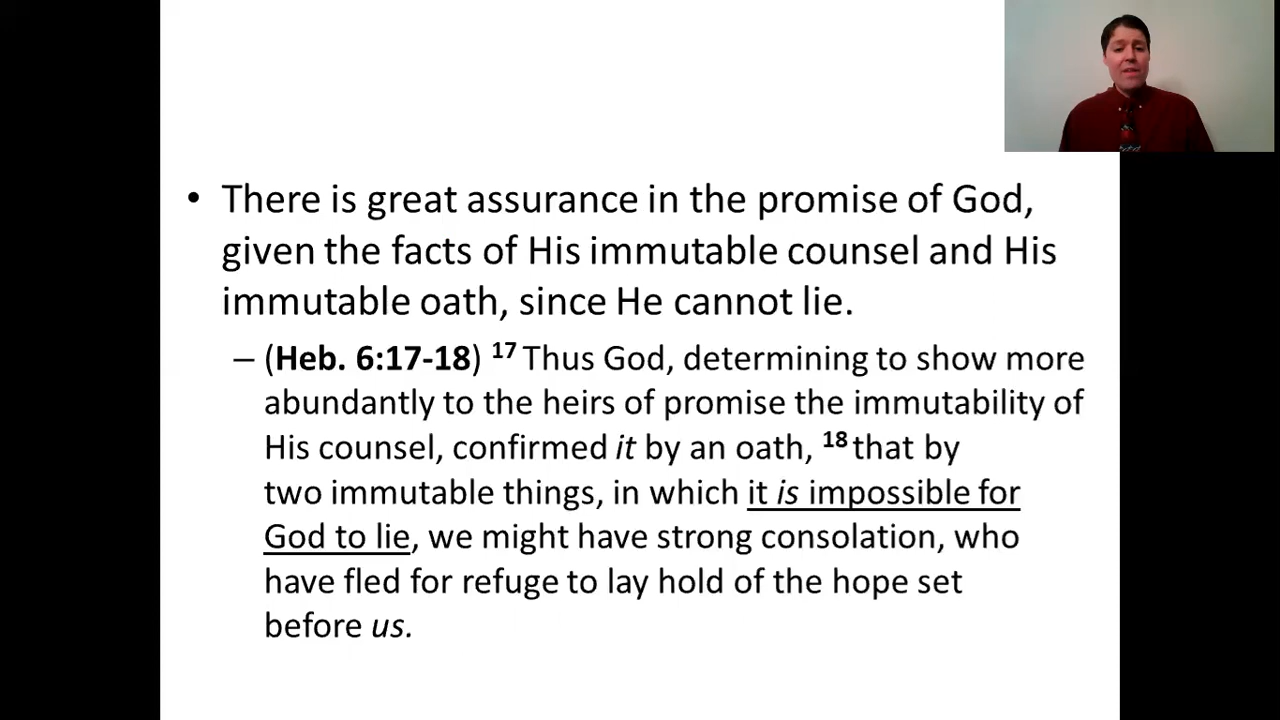 • There is great assurance in the promise of God,
given the facts of His immutable counsel and His
immutable oath, since He cannot lie.
– (Heb. 6:17-18) 17 Thus God, determining to show more
abundantly to the heirs of promise the immutability of
His counsel, confirmed it by an oath, 18 that by
two immutable things, in which it is impossible for
God to lie, we might have strong consolation, who
have fled for refuge to lay hold of the hope set
before us.